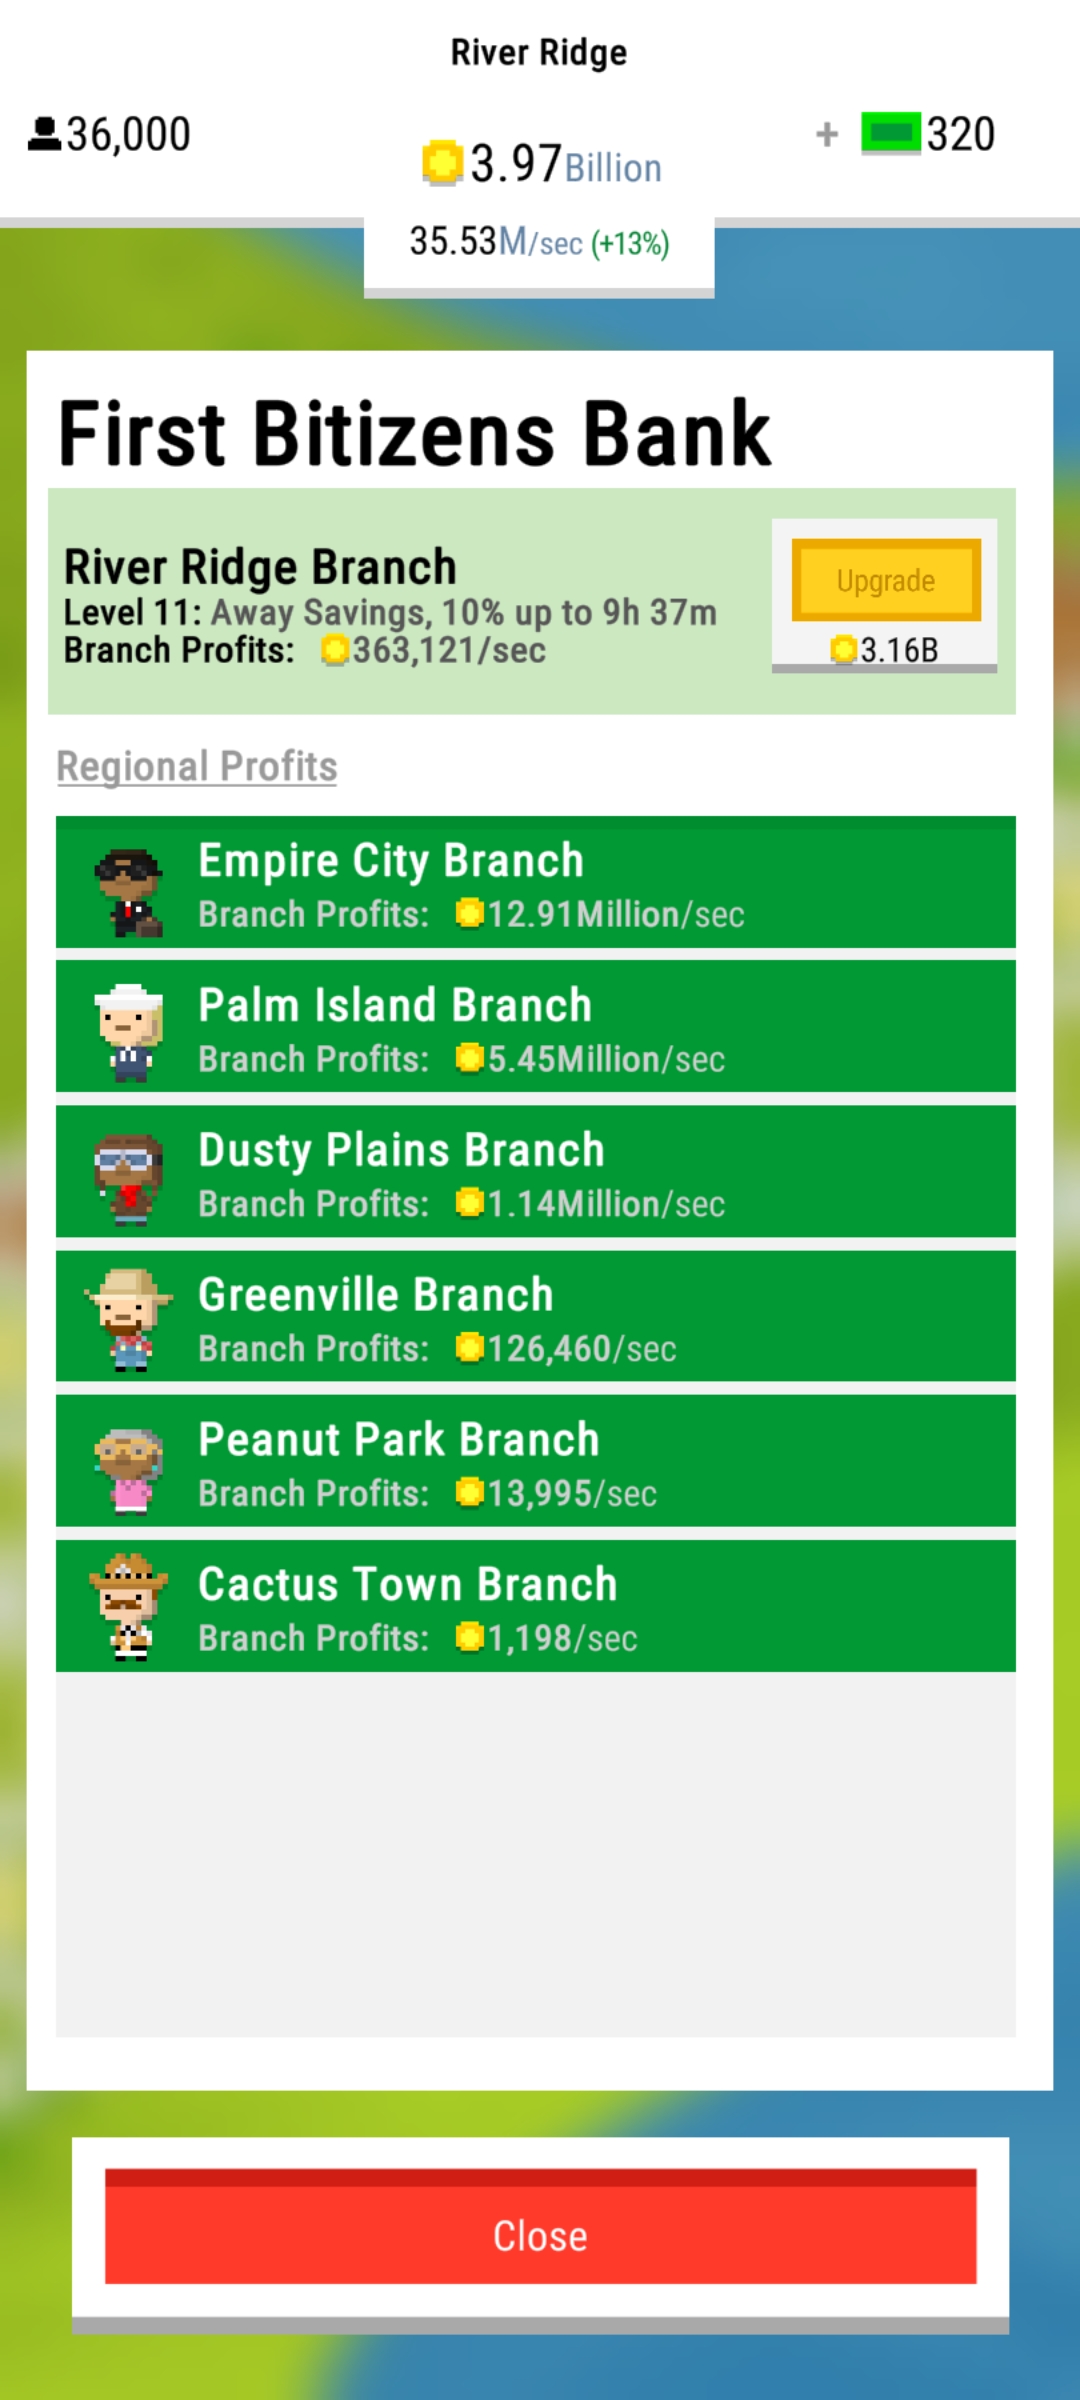 River Ridge
36,000
3.97Billion
+ 320
35.53M/sec (+13%)
First Bitizens Bank
River Ridge Branch
Level 11: Away Savings, 10% up to 9h 37m
Branch Profits: 363,121/sec
Upgrade
3.16B
Regional Profits
Empire City Branch
Branch Profits: 12.91Million/sec
Palm Island Branch
Branch Profits: 5.45Million/sec
Dusty Plains Branch
Branch Profits: 1.14Million/sec
Greenville Branch
Branch Profits: 126,460/sec
Peanut Park Branch
Branch Profits: 13,995/sec
Cactus Town Branch
Branch Profits: 1,198/sec
Close